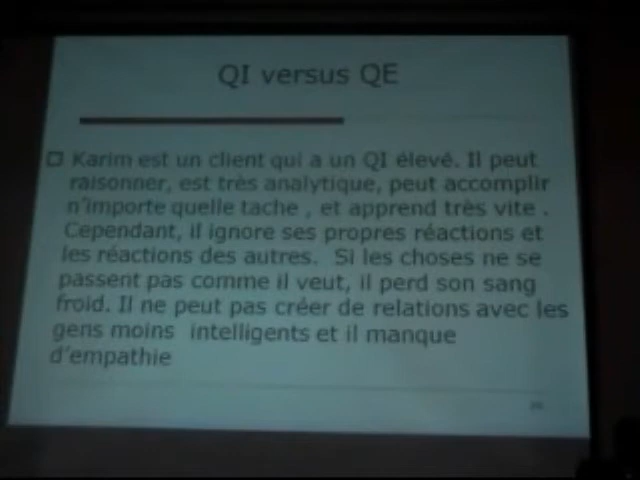 QI versus QE
Karim est un client qui a un QI élevé. Il peut
raisonner, est très analytique, peut accomplir
n'importe quelle tache , et apprend très vite .
Cependant, il ignore ses propres réactions et
les réactions des autres. Si les choses ne se
passent pas comme il veut, il perd son sang
froid. Il ne peut pas créer de relations avec les
gens moins intelligents et il manque
d'empathie